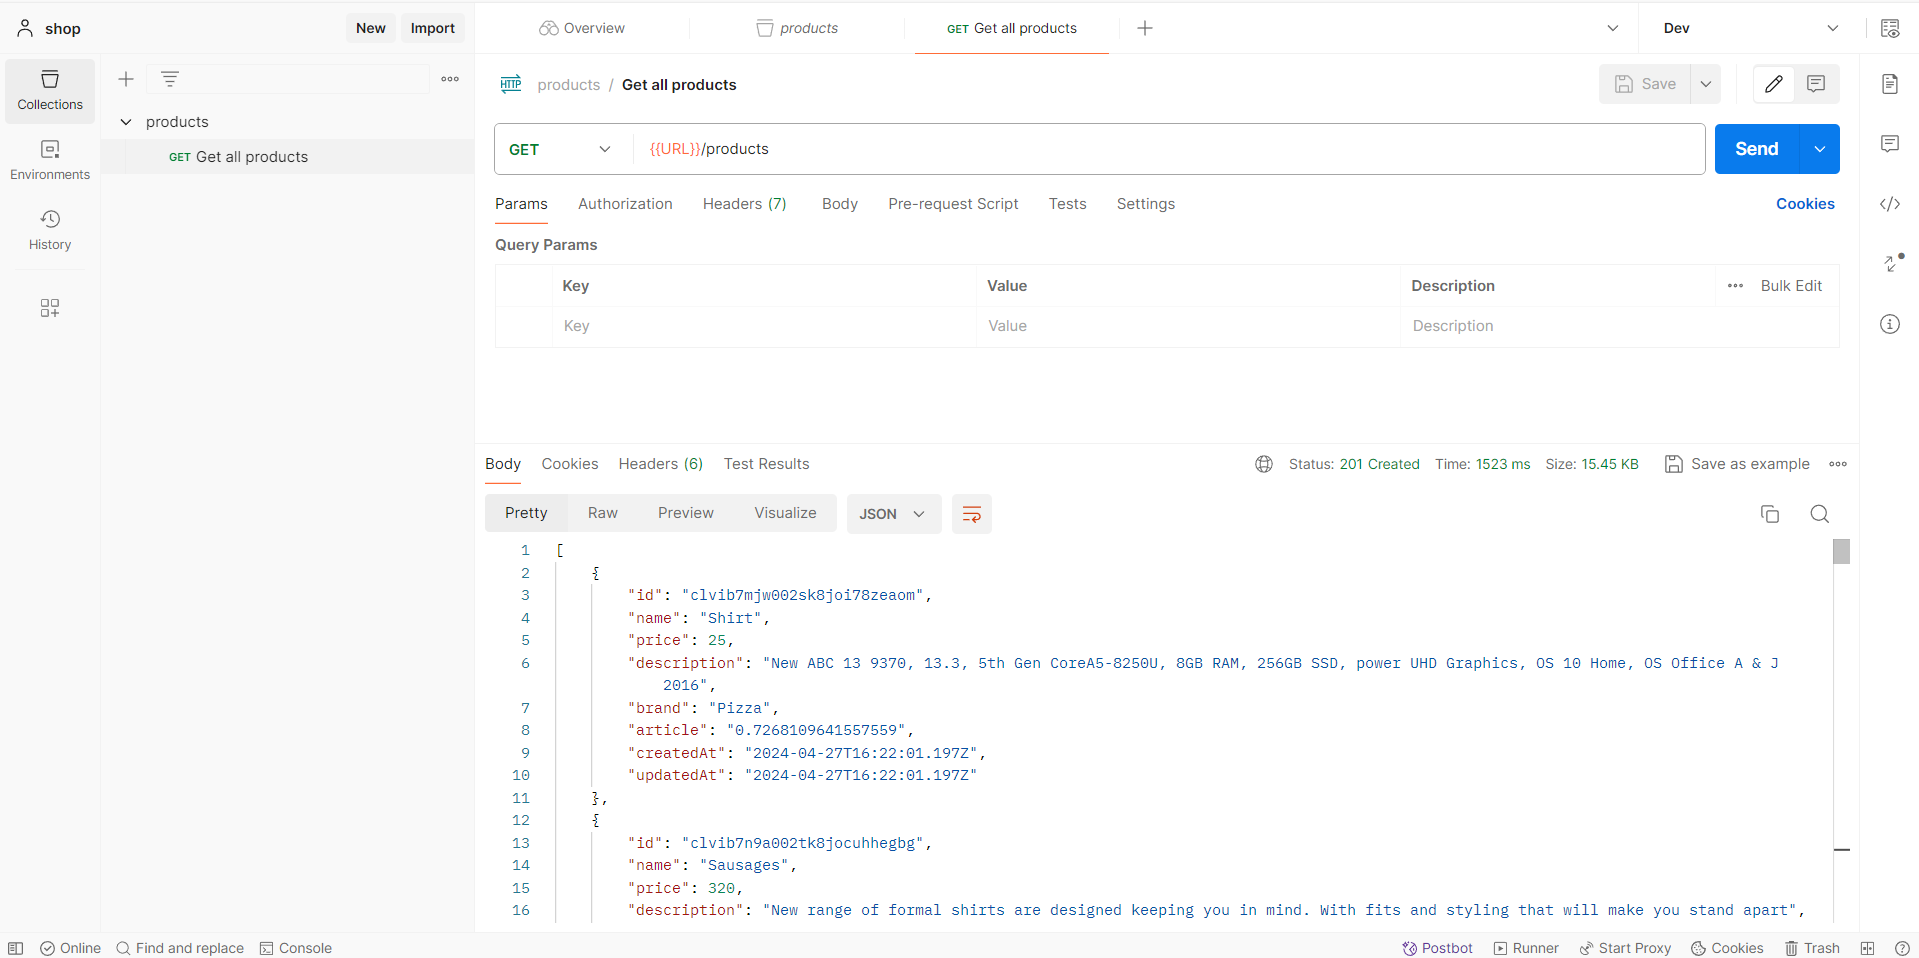 shop New Import Overview products GET Get all products Dev
Collections
products
HTTP products / Get all products Save
GET Get all products
GET {{URL}}/products Send
Environments
History
Params Authorization Headers (7) Body Pre-request Script Tests Settings Cookies
Query Params
Key Value Description Bulk Edit
Key Value Description
Body Cookies Headers (6) Test Results Status: 201 Created Time: 1523 ms Size: 15.45 KB Save as example
Pretty Raw Preview Visualize JSON
1 [
2 {
3 "id": "clvib7mjw002sk8joi78zeaom",
4 "name": "Shirt",
5 "price": 25,
6 "description": "New ABC 13 9370, 13.3, 5th Gen CoreA5-8250U, 8GB RAM, 256GB SSD, power UHD Graphics, OS 10 Home, OS Office A & J
2016",
7 "brand": "Pizza",
8 "article": "0.7268109641557559",
9 "createdAt": "2024-04-27T16:22:01.197Z",
10 "updatedAt": "2024-04-27T16:22:01.197Z"
11 },
12 {
13 "id": "clvib7n9a002tk8jocuhhegbg",
14 "name": "Sausages",
15 "price": 320,
16 "description": "New range of formal shirts are designed keeping you in mind. With fits and styling that will make you stand apart",
Online Find and replace Console Postbot Runner Start Proxy Cookies Trash